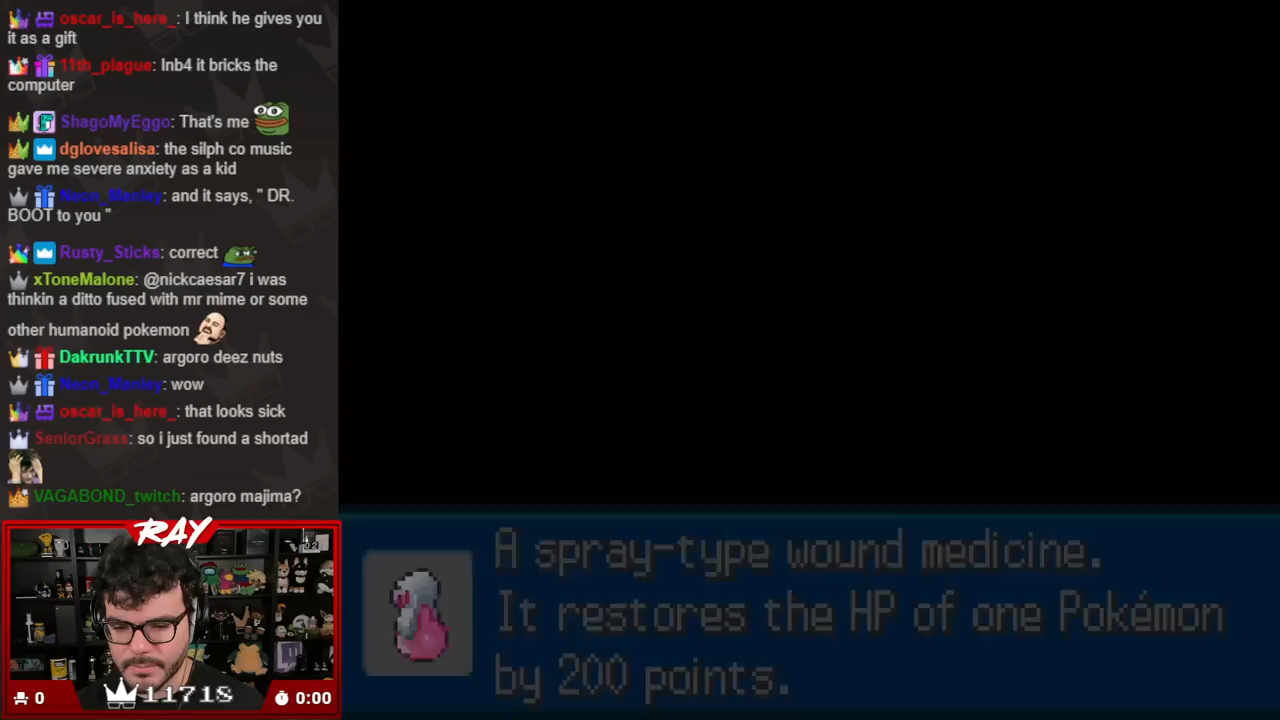 oscar_is_here_: I think he gives you
it as a gift
11th_plague: Inb4 it bricks the
computer
ShagoMyEggo: That's me
dglovesalisa: the silph co music
gave me severe anxiety as a kid
Neon_Manley: and it says, " DR.
BOOT to you "
Rusty_Sticks: correct
xToneMalone: @nickcaesar7 i was
thinkin a ditto fused with mr mime or some
other humanoid pokemon
DakrunkTTV: argoro deez nuts
Neon_Manley: wow
oscar_is_here_: that looks sick
SeniorGrass: so i just found a shortad
VAGABOND_twitch: argoro majima?
RAY
0
11718
0:00
A spray-type wound medicine.
It restores the HP of one Pokémon
by 200 points.